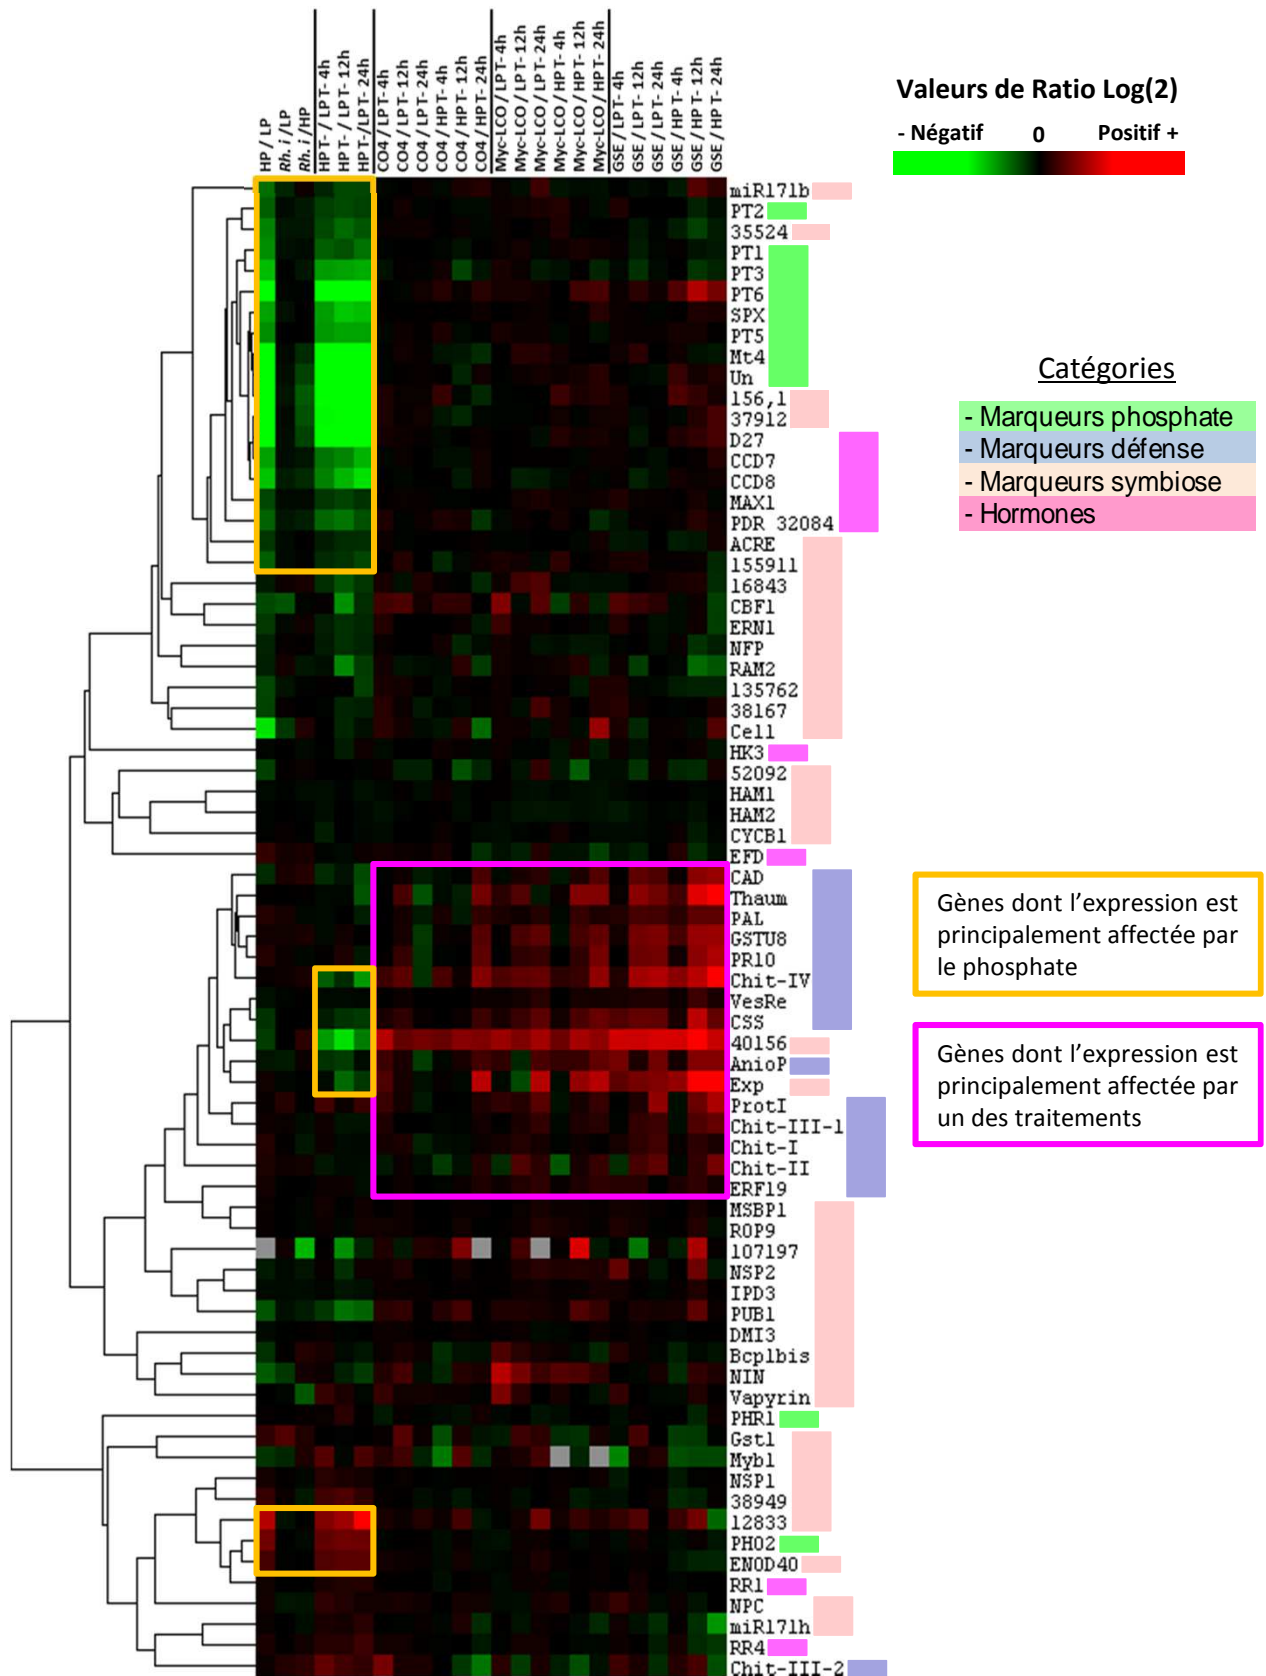 HP / LP
Rh. i /LP
Rh. i /HP
HPT- / LPT- 4h
HPT- / LPT- 12h
HPT-/LPT- 24h
CO4 / LPT- 4h
CO4 / LPT- 12h
CO4 / LPT- 24h
CO4 / HPT- 4h
CO4 / HPT- 12h
CO4 / HPT- 24h
Myc-LCO / LPT- 4h
Myc-LCO / LPT- 12h
Myc-LCO / LPT- 24h
Myc-LCO / HPT- 4h
Myc-LCO / HPT- 12h
Myc-LCO / HPT- 24h
GSE / LPT- 4h
GSE / LPT- 12h
GSE / LPT- 24h
GSE / HPT- 4h
GSE / HPT- 12h
GSE / HPT- 24h
Valeurs de Ratio Log(2)
- Négatif 0 Positif +
miR171b
PT2
35524
PT1
PT3
PT6
SPX
PT5
Mt4
Un
156,1
37912
D27
CCD7
CCD8
MAX1
PDR 32084
ACRE
155911
16843
CBF1
ERN1
NFP
RAM2
135762
38167
Cell
HK3
52092
HAM1
HAM2
CYCB1
EFD
CAD
Thaum
PAL
GSTU8
PR10
Chit-IV
VesRe
CSS
40156
AnioP
Exp
ProtI
Chit-III-1
Chit-I
Chit-II
ERF19
MSBP1
ROP9
107197
NSP2
IPD3
PUB1
DMI3
Bcp1bis
NIN
Vapyrin
PHR1
Gst1
Myb1
NSP1
38949
12833
PHO2
ENOD40
RR1
NPC
miR171h
RR4
Chit-III-2
Catégories
- Marqueurs phosphate
- Marqueurs défense
- Marqueurs symbiose
- Hormones
Gènes dont l'expression est
principalement affectée par
le phosphate
Gènes dont l'expression est
principalement affectée par
un des traitements